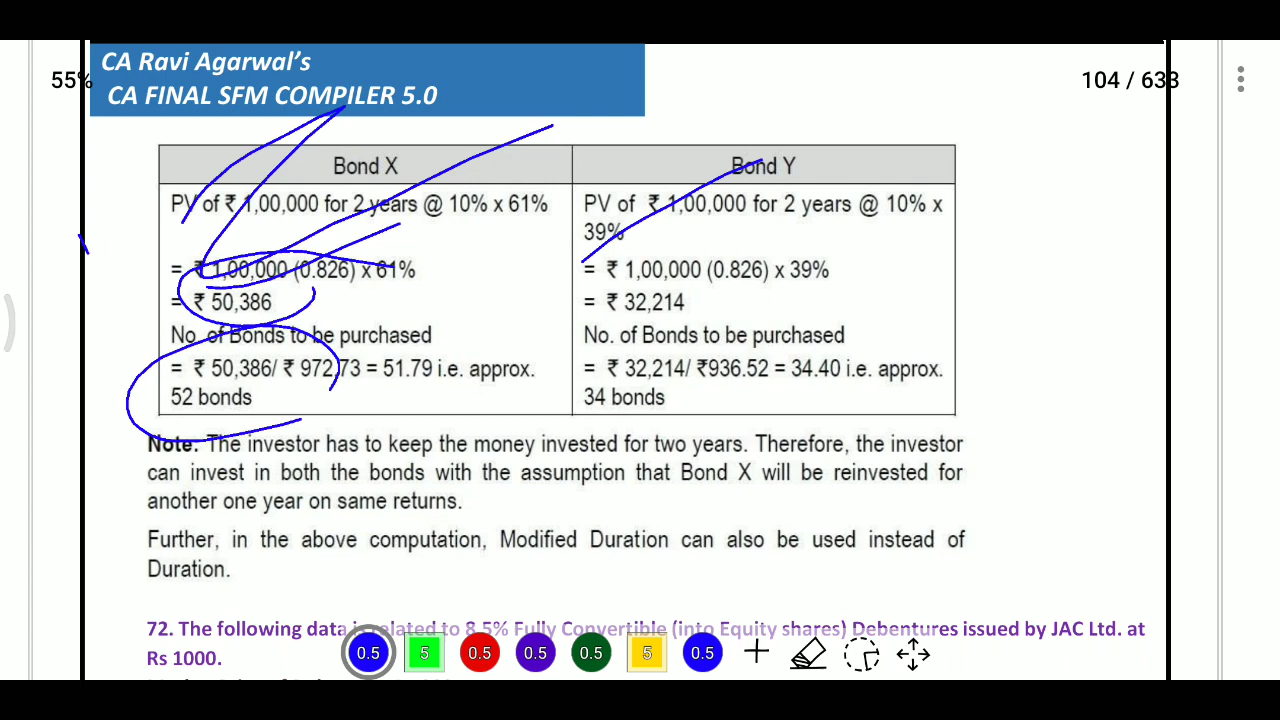 CA Ravi Agarwal's
55%
104 / 633
CA FINAL SFM COMPILER 5.0
Bond X
Bond Y
PV of ₹ 1,00,000 for 2 years @ 10% x 61%
= ₹ 1,00,000 (0.826) x 61%
= ₹ 50,386
No. of Bonds to be purchased
= ₹ 50,386/ ₹ 972.73 = 51.79 i.e. approx.
52 bonds
PV of ₹ 1,00,000 for 2 years @ 10% x
39%
= ₹ 1,00,000 (0.826) x 39%
= ₹ 32,214
No. of Bonds to be purchased
= ₹ 32,214/ ₹936.52 = 34.40 i.e. approx.
34 bonds
Note: The investor has to keep the money invested for two years. Therefore, the investor
can invest in both the bonds with the assumption that Bond X will be reinvested for
another one year on same returns.
Further, in the above computation, Modified Duration can also be used instead of
Duration.
72. The following data is related to 8.5% Fully Convertible (into Equity shares) Debentures issued by JAC Ltd. at
Rs 1000.
0.5 5 0.5 0.5 0.5 5 0.5